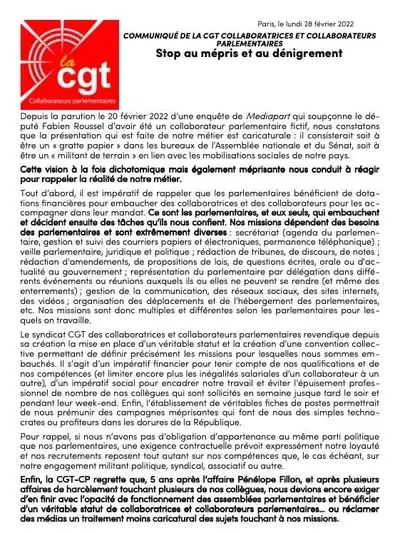 Paris, le lundi 28 février 2022
COMMUNIQUÉ DE LA CGT COLLABORATRICES ET COLLABORATEURS
PARLEMENTAIRES
Stop au mépris et au dénigrement
la
cgt
Collaborateurs parlementaires
Depuis la parution le 20 février 2022 d’une enquête de Mediapart qui soupçonne le dé-
puté Fabien Roussel d’avoir été un collaborateur parlementaire fictif, nous constatons
que la présentation qui est faite de notre métier est caricaturale : il consisterait soit à
être un « gratte papier » dans les bureaux de l’Assemblée nationale et du Sénat, soit à
être un « militant de terrain » en lien avec les mobilisations sociales de notre pays.
Cette vision à la fois dichotomique mais également méprisante nous conduit à réagir
pour rappeler la réalité de notre métier.
Tout d’abord, il est impératif de rappeler que les parlementaires bénéficient de dota-
tions financières pour embaucher des collaboratrices et collaborateurs pour les ac-
compagner dans leur mandat. Ce sont les parlementaires, et eux seuls, qui embauchent
et décident ensuite des tâches qu’ils nous confient. Nos missions dépendent des besoins
des parlementaires et sont extrêmement diverses : secrétariat (agenda du parlemen-
taire, gestion et suivi des courriers papiers et électroniques, permanence téléphonique) ;
veille parlementaire, juridique et politique ; rédaction de tribunes, de discours, de notes ;
rédaction d'amendements, de propositions de lois, de questions écrites, orale ou d’ac-
tualité au gouvernement ; représentation du parlementaire par délégation dans diffé-
rents événements ou réunions auxquels ils ou elles ne peuvent se rendre (et même des
enterrements) ; gestion de la communication, des réseaux sociaux, des sites internets,
des vidéos ; organisation des déplacements et de l’hébergement des parlementaires,
etc. Nos missions sont donc multiples et différentes selon les parlementaires pour les-
quels on travaille.
Le syndicat CGT des collaboratrices et collaborateurs parlementaires revendique depuis
sa création la mise en place d’un véritable statut et la création d’une convention collec-
tive permettant de définir précisément les missions pour lesquelles nous sommes em-
bauchés. Il s’agit d’un impératif financier pour tenir compte de nos qualifications et de
nos compétences (et limiter encore plus les inégalités salariales d’un collaborateur à un
autre), d’un impératif social pour encadrer notre travail et éviter l’épuisement profes-
sionnel de nombre de nos collègues qui sont sollicités en semaine jusque tard le soir et
pendant leur week-end. Enfin, l’établissement de véritables fiches de postes permettrait
de nous prémunir des campagnes méprisantes qui font de nous des simples techno-
crates ou profiteurs dans les dorures de la République.
Pour rappel, si nous n’avons pas d’obligation d’appartenance au même parti politique
que nos parlementaires, une exigence contractuelle prévoit expressément notre loyauté
et nos recrutements reposent tout autant sur nos compétences que, le cas échéant, sur
notre engagement militant politique, syndical, associatif ou autre.
Enfin, la CGT-CP regrette que, 5 ans après l’affaire Pénélope Fillon, et après plusieurs
affaires de harcèlement touchant plusieurs de nos collègues, nous devions encore exiger
d’en finir avec l’opacité de fonctionnement des assemblées parlementaires et bénéficier
d’un véritable statut de collaboratrices et collaborateurs parlementaires... ou réclamer
des médias un traitement moins caricatural des sujets touchant à nos missions.